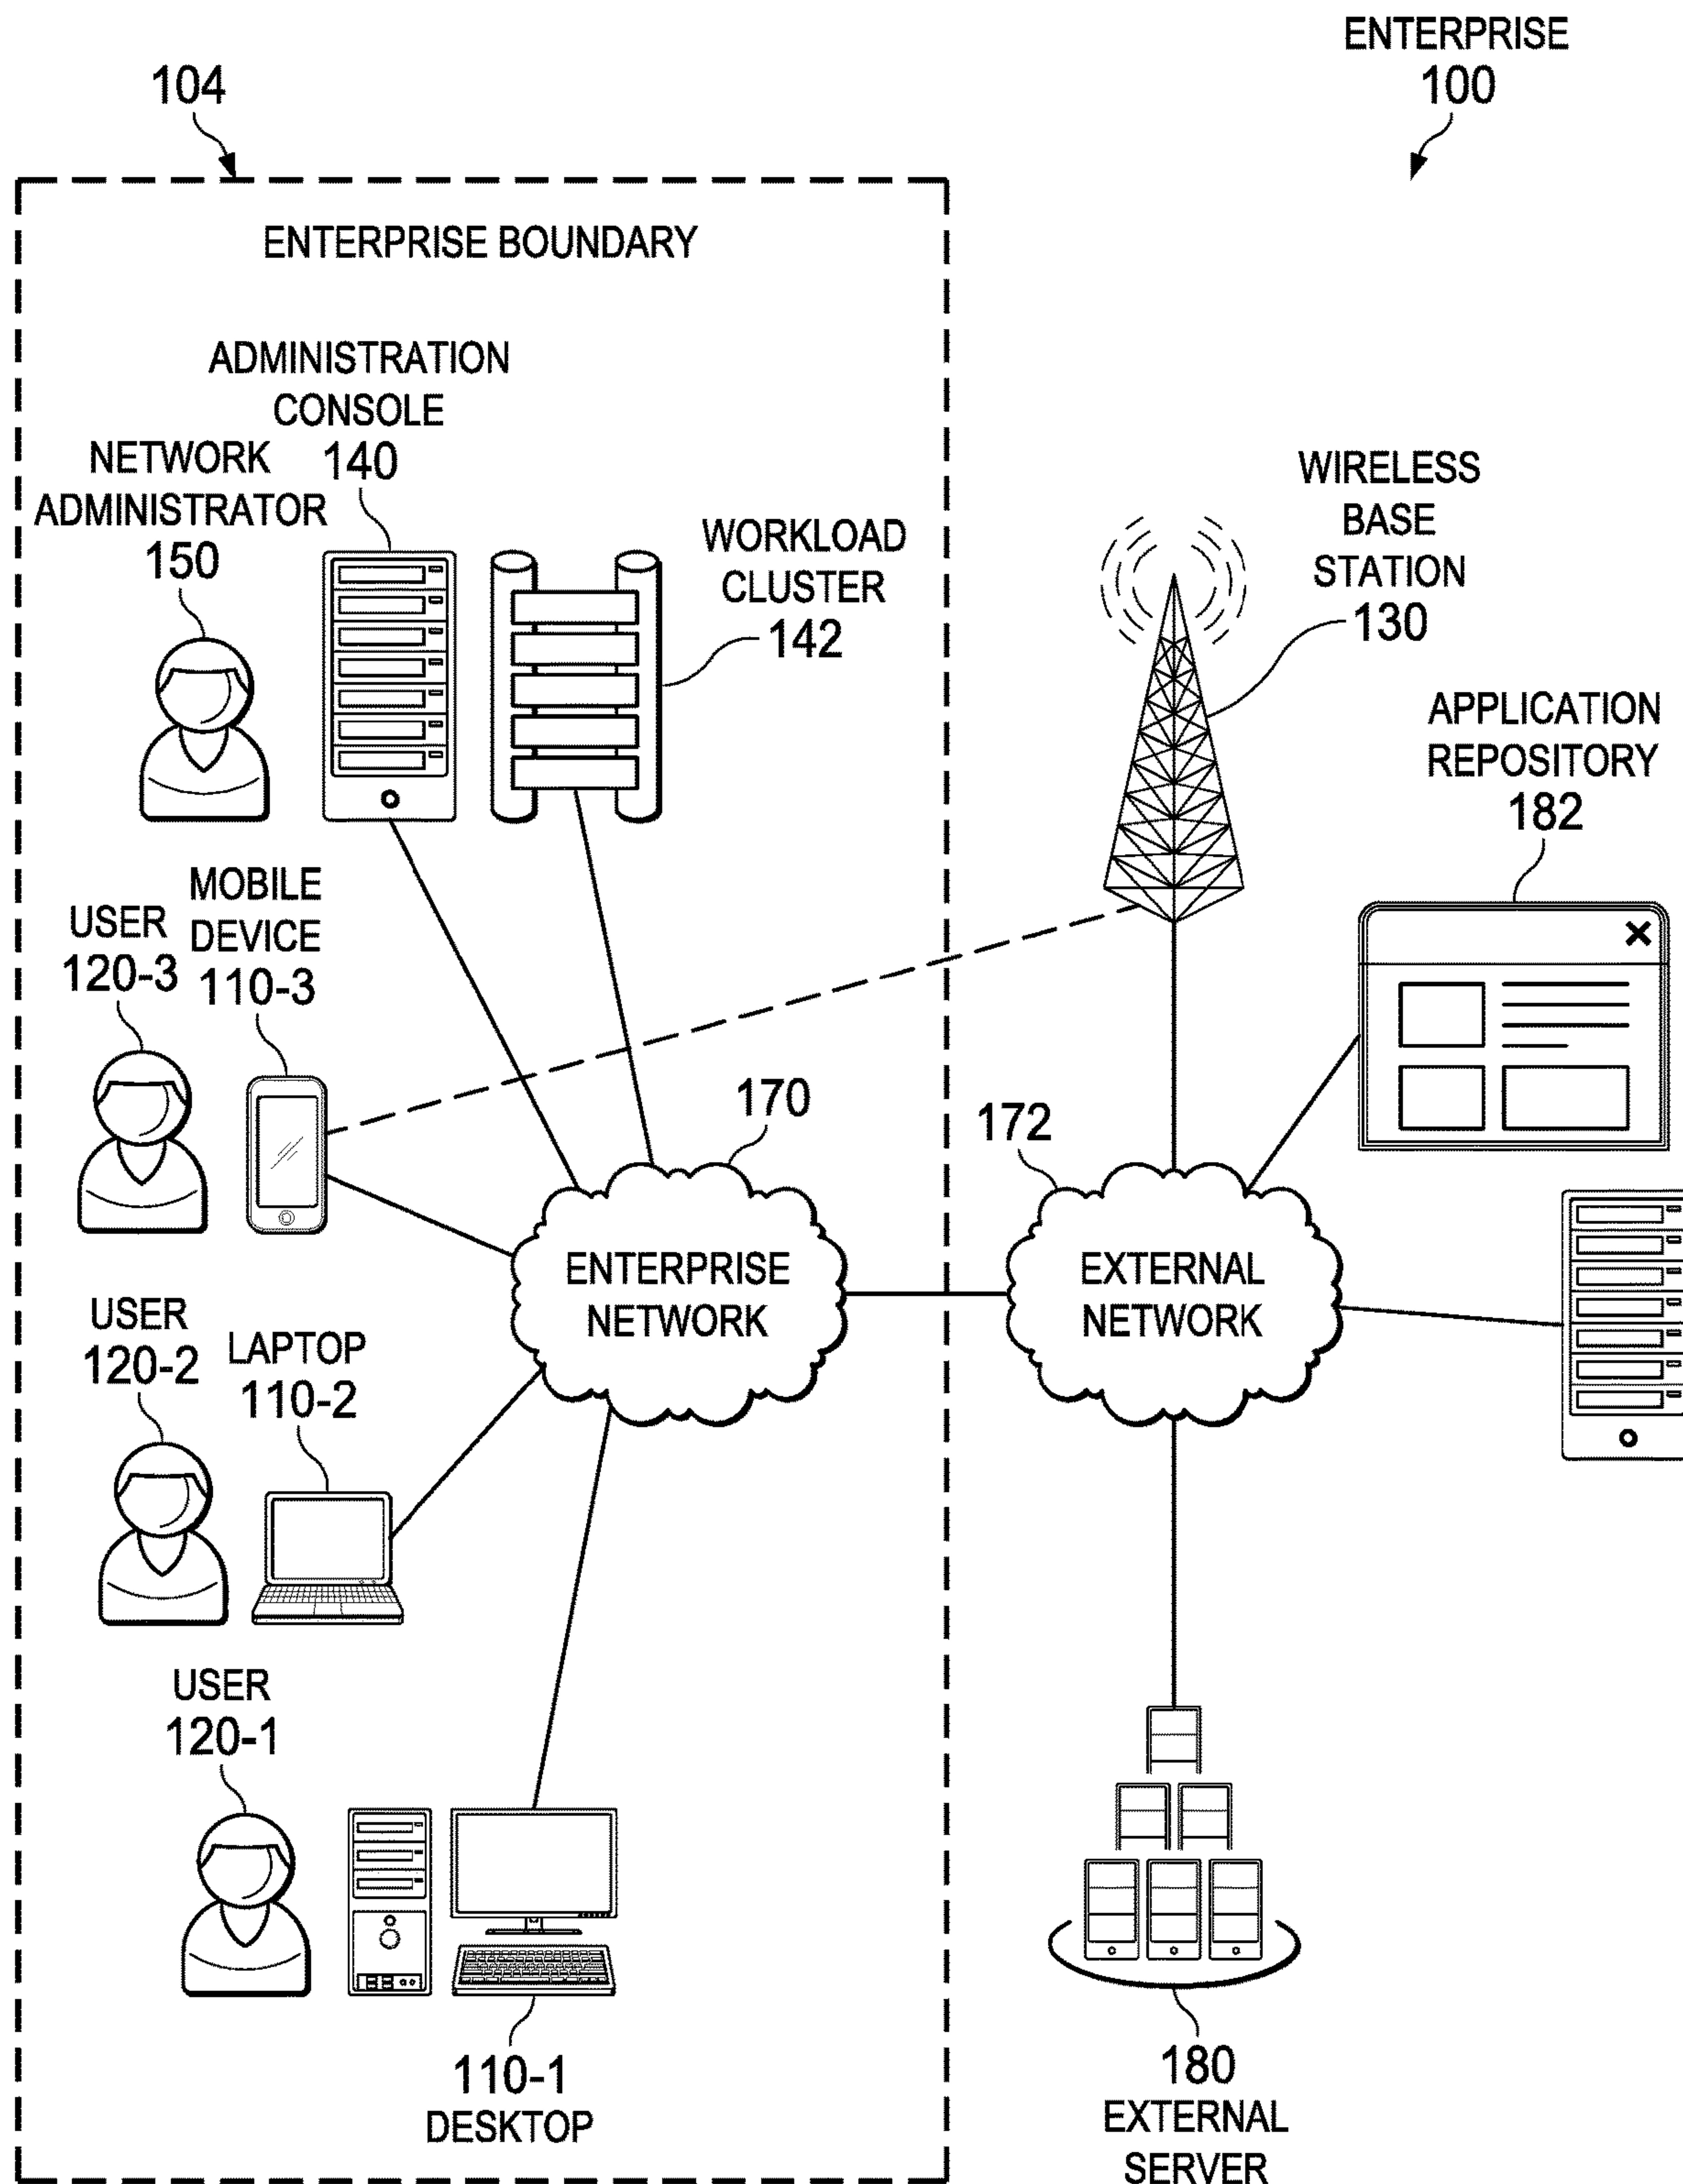 ENTERPRISE
100
104
ENTERPRISE BOUNDARY
ADMINISTRATION
CONSOLE
140
NETWORK
ADMINISTRATOR
150
WORKLOAD
CLUSTER
142
WIRELESS
BASE
STATION
130
APPLICATION
REPOSITORY
182
MOBILE
DEVICE
110-3
USER
120-3
170
172
ENTERPRISE
NETWORK
EXTERNAL
NETWORK
USER
120-2
LAPTOP
110-2
USER
120-1
110-1
DESKTOP
180
EXTERNAL
SERVER